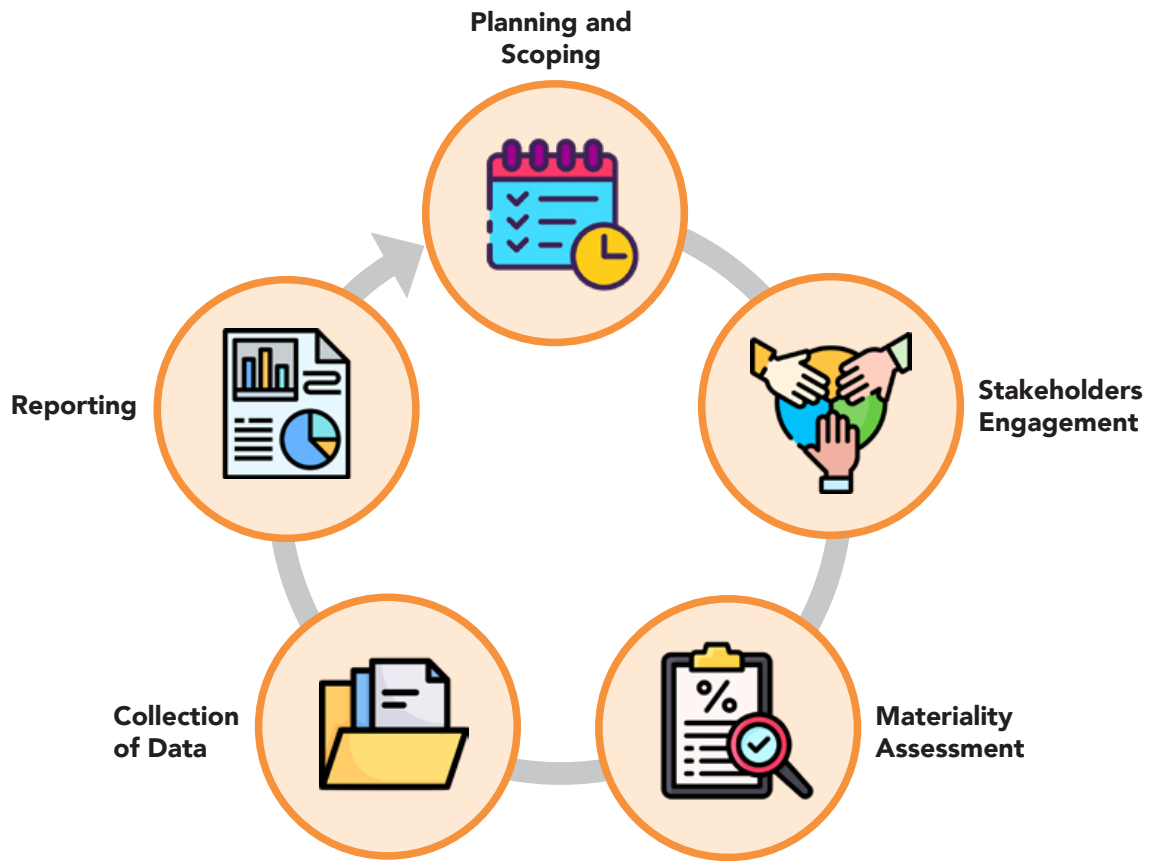 Planning and
Scoping
Stakeholders
Engagement
Materiality
Assessment
Collection
of Data
Reporting
%